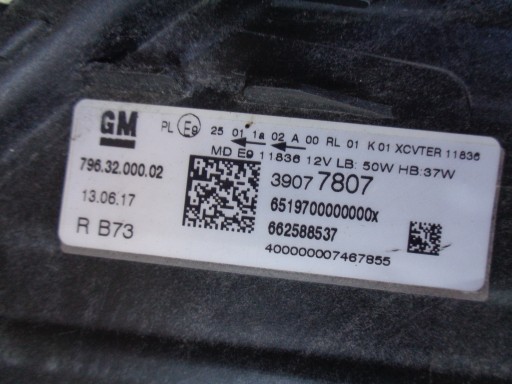 GM
PL E9 25 01 1a 02 A 00 RL 01 K 01 XCVTER 11836
MD E9 11836 12V LB: 50W HB:37W
796.32.000.02
13.06.17
R B73
39077807
6519700000000X
662588537
400000007467855